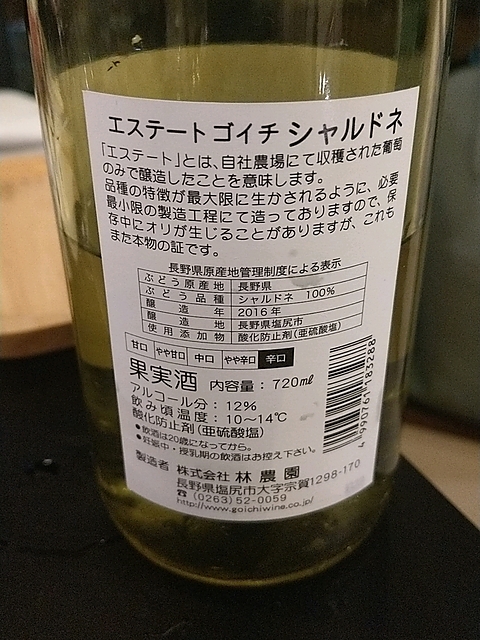 エステート ゴイチ シャルドネ
「エステート」とは、自社農場にて収穫された葡萄
のみで醸造したことを意味します。
品種の特徴が最大限に生かされるように、必要
最小限の製造工程にて造っておりますので、保
存中にオリが生じることがありますが、これも
また本物の証です。
長野県原産地管理制度による表示
ぶどう原産地 長野県
ぶどう品種 シャルドネ 100%
醸造年 2016年
醸造地 長野県塩尻市
使用添加物 酸化防止剤(亜硫酸塩)
甘口 やや甘口 中口 やや辛口 辛口
果実酒 内容量:720㎖
アルコール分:12%
飲み頃温度:10~14℃
酸化防止剤(亜硫酸塩)
●飲酒は20歳になってから。
●妊娠中・授乳期の飲酒はお控え下さい。
製造者 株式会社 林農園
長野県塩尻市大字宗賀1298-170
☎ (0263)52-0059
http://www.goichiwine.co.jp/
4 990761 183288